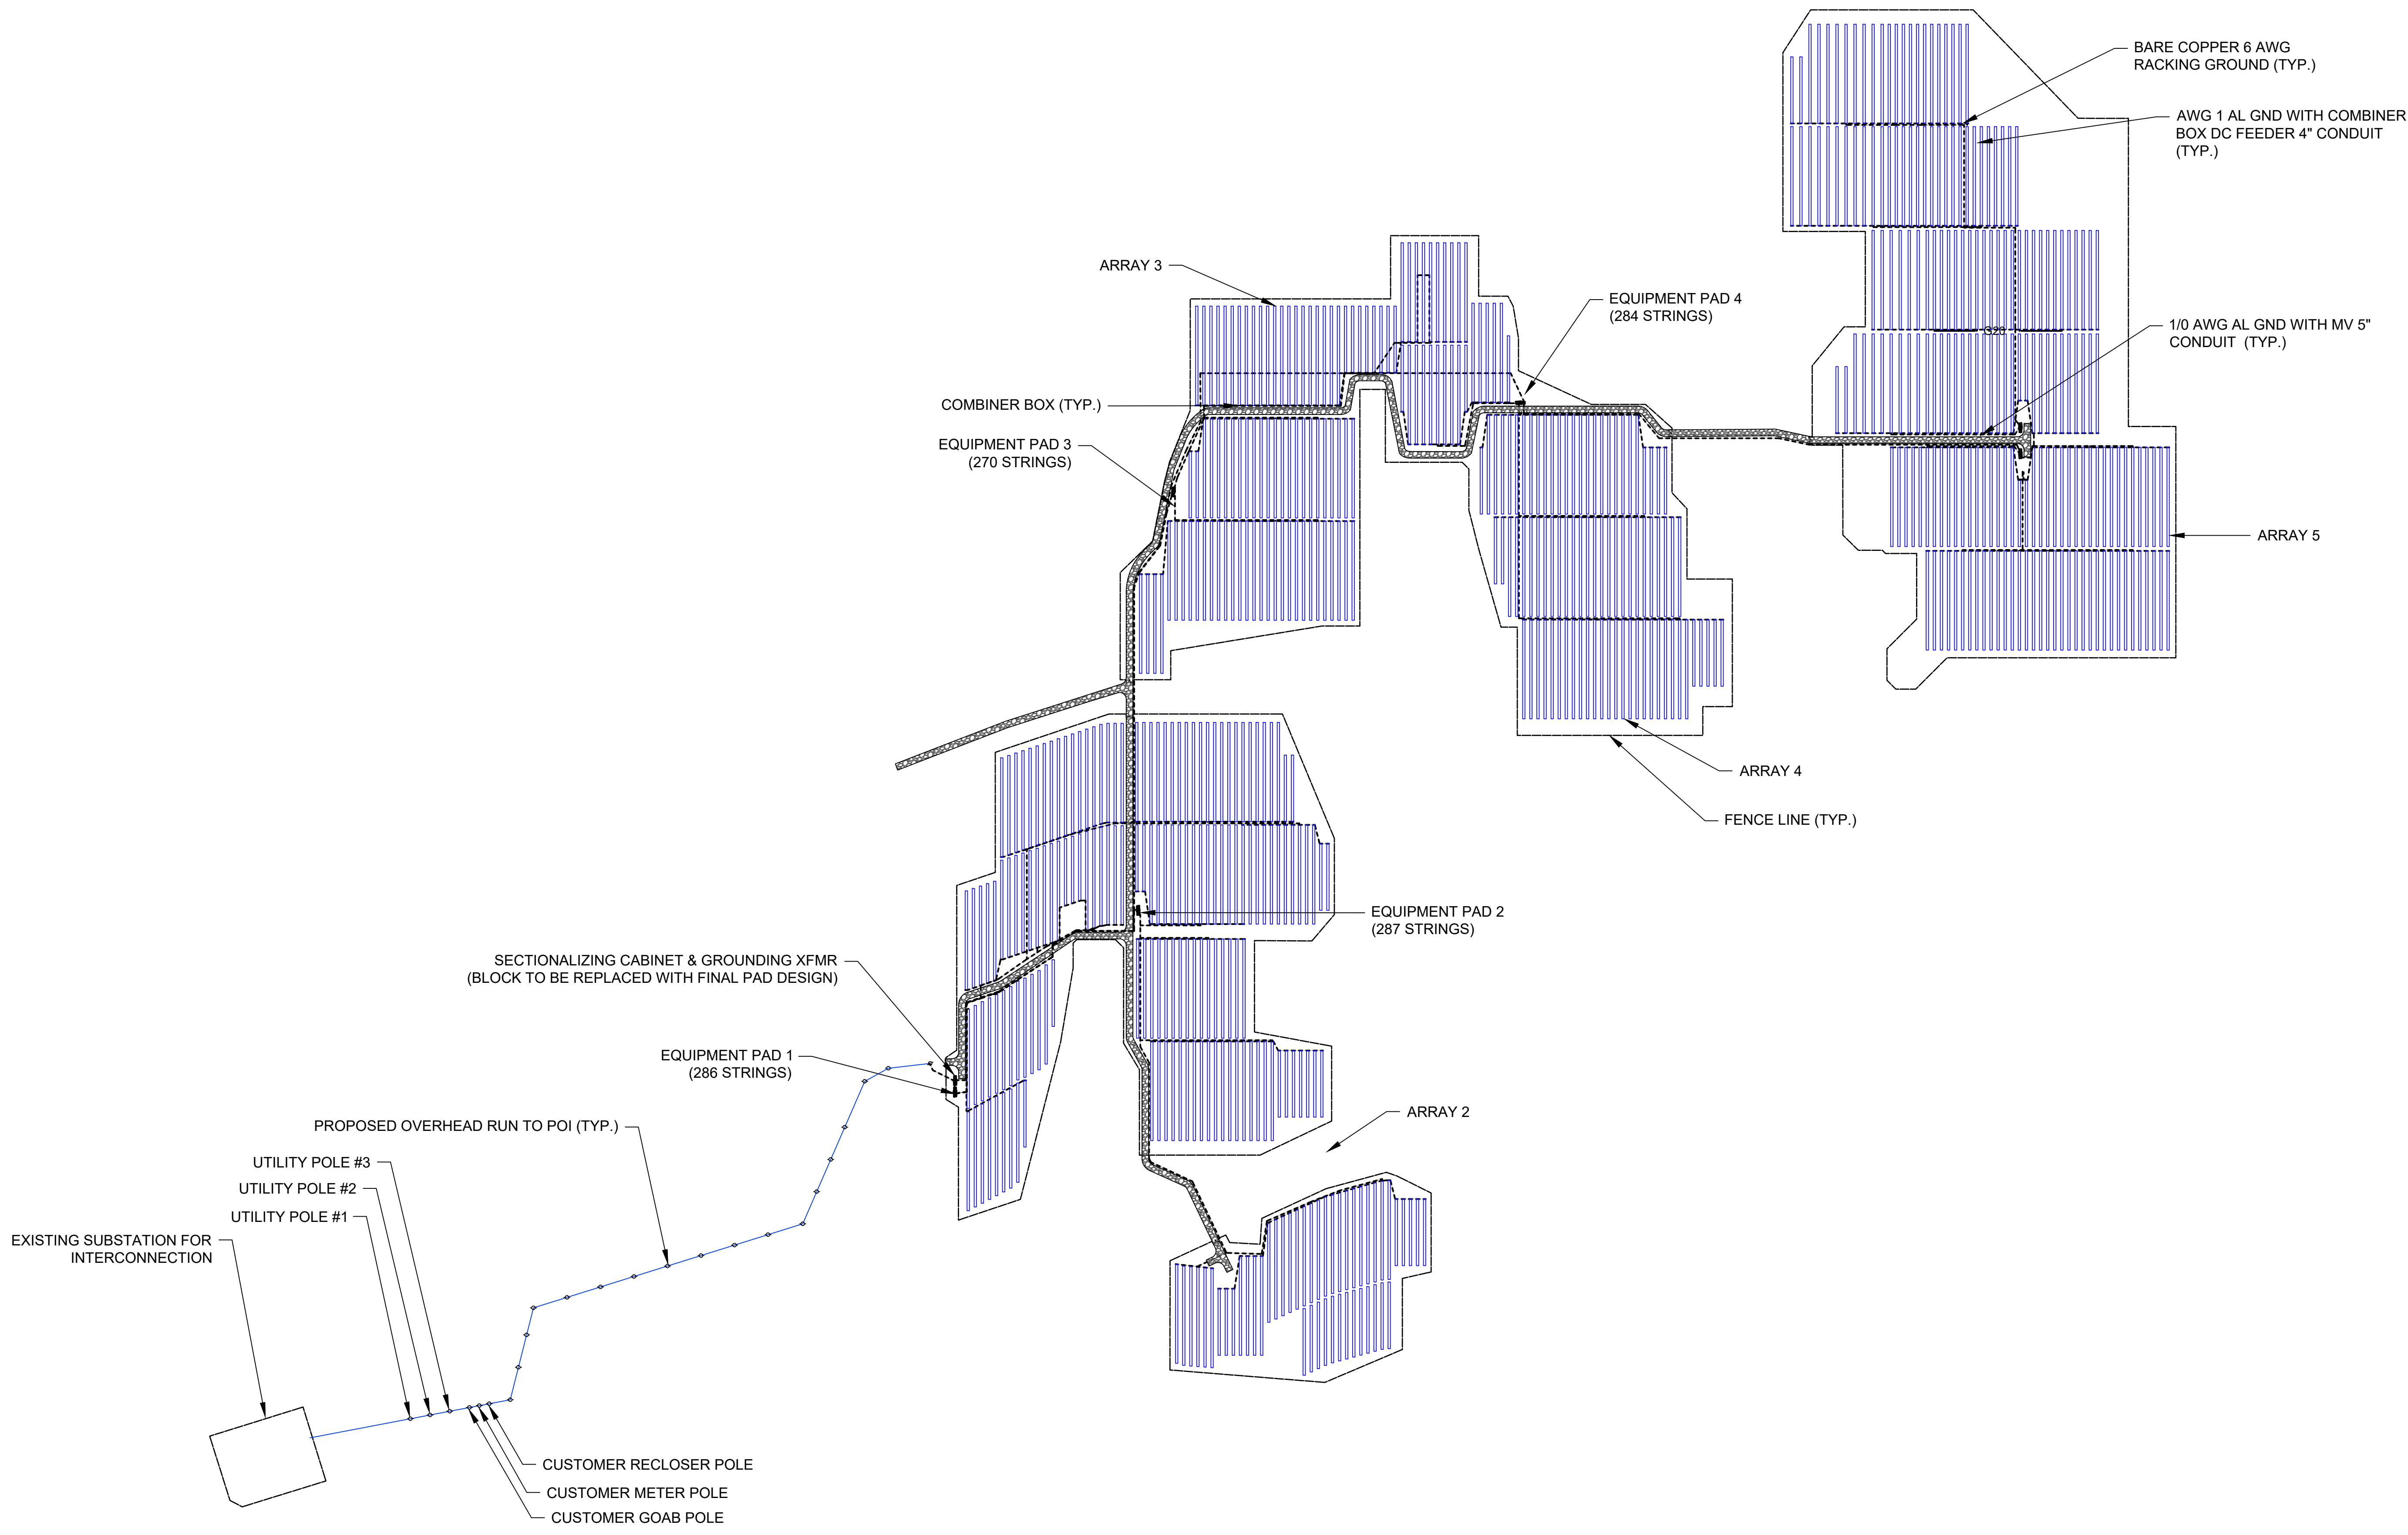 BARE COPPER 6 AWG
RACKING GROUND (TYP.)
AWG 1 AL GND WITH COMBINER
BOX DC FEEDER 4" CONDUIT
(TYP.)
ARRAY 3
EQUIPMENT PAD 4
(284 STRINGS)
1/0 AWG AL GND WITH MV 5"
CONDUIT (TYP.)
COMBINER BOX (TYP.)
EQUIPMENT PAD 3
(270 STRINGS)
ARRAY 5
ARRAY 4
FENCE LINE (TYP.)
EQUIPMENT PAD 2
(287 STRINGS)
SECTIONALIZING CABINET & GROUNDING XFMR
(BLOCK TO BE REPLACED WITH FINAL PAD DESIGN)
EQUIPMENT PAD 1
(286 STRINGS)
ARRAY 2
PROPOSED OVERHEAD RUN TO POI (TYP.)
UTILITY POLE #3
UTILITY POLE #2
UTILITY POLE #1
EXISTING SUBSTATION FOR
INTERCONNECTION
CUSTOMER RECLOSER POLE
CUSTOMER METER POLE
CUSTOMER GOAB POLE